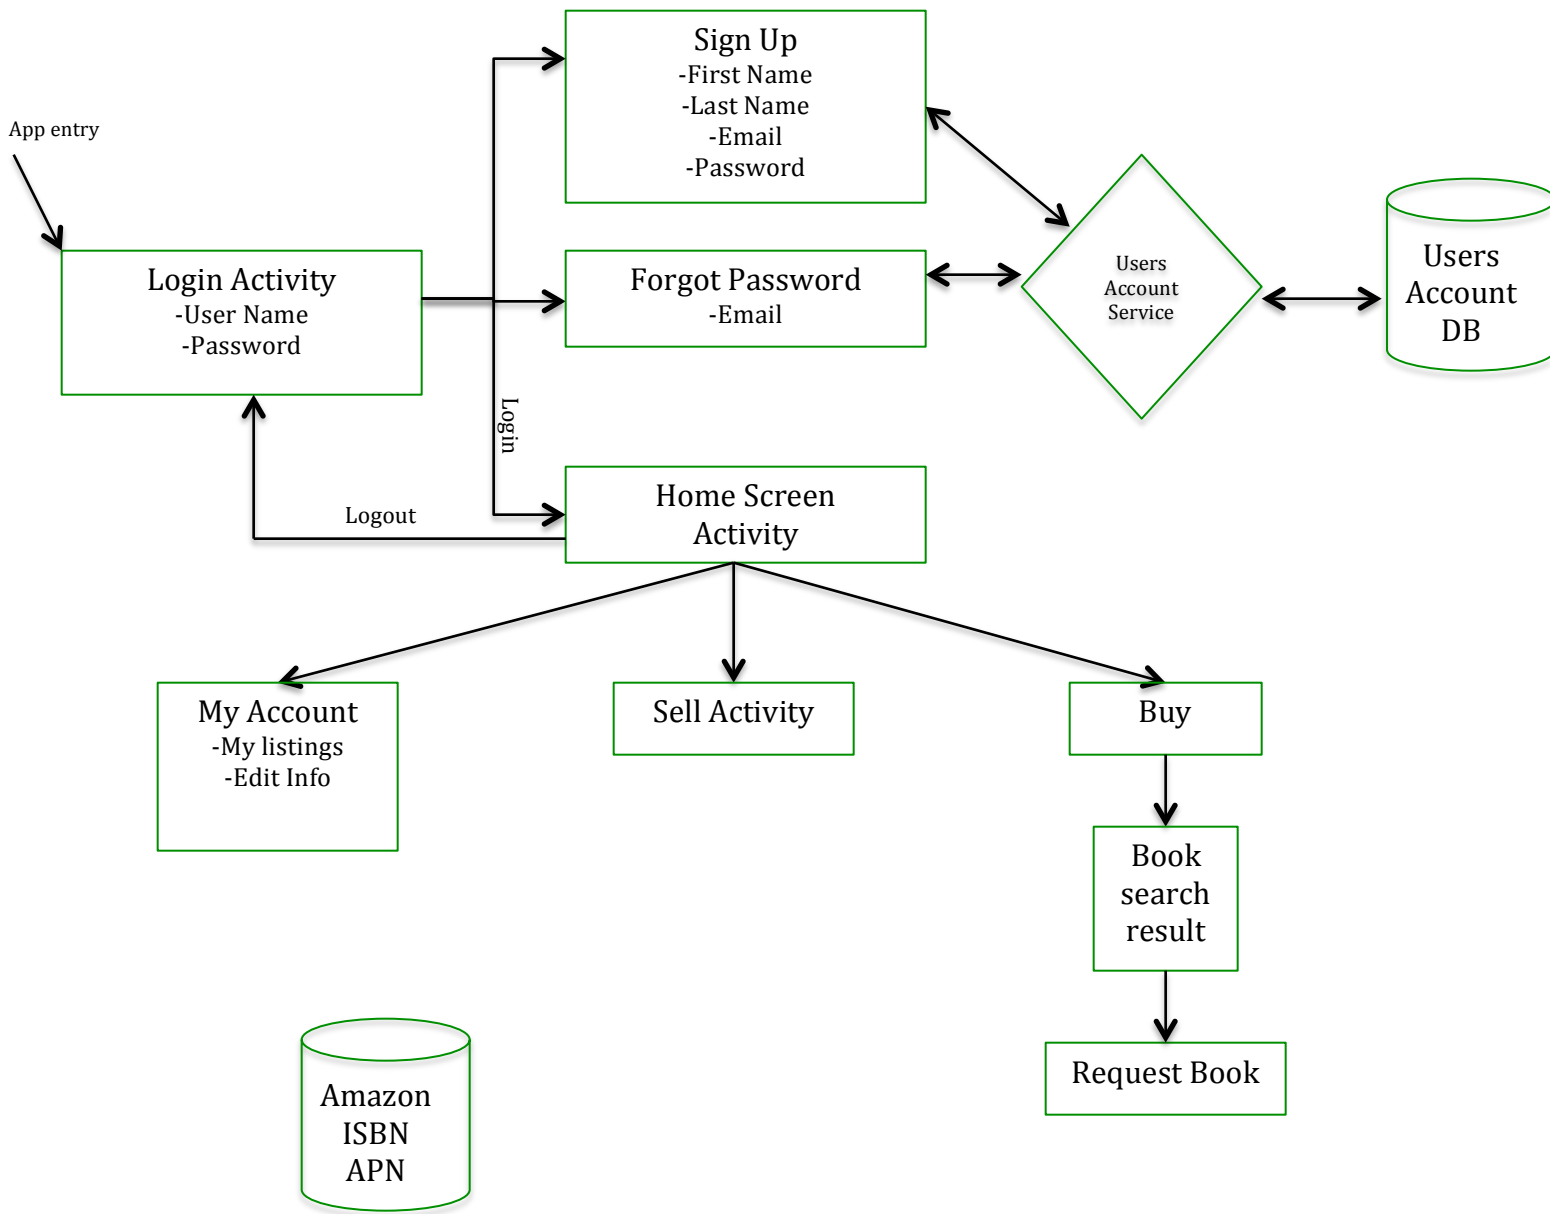 Sign Up
-First Name
-Last Name
-Email
-Password
App entry
Login Activity
-User Name
-Password
Forgot Password
-Email
Users
Account
Service
Users
Account
DB
Login
Logout
Home Screen
Activity
My Account
-My listings
-Edit Info
Sell Activity
Buy
Book
search
result
Request Book
Amazon
ISBN
APN